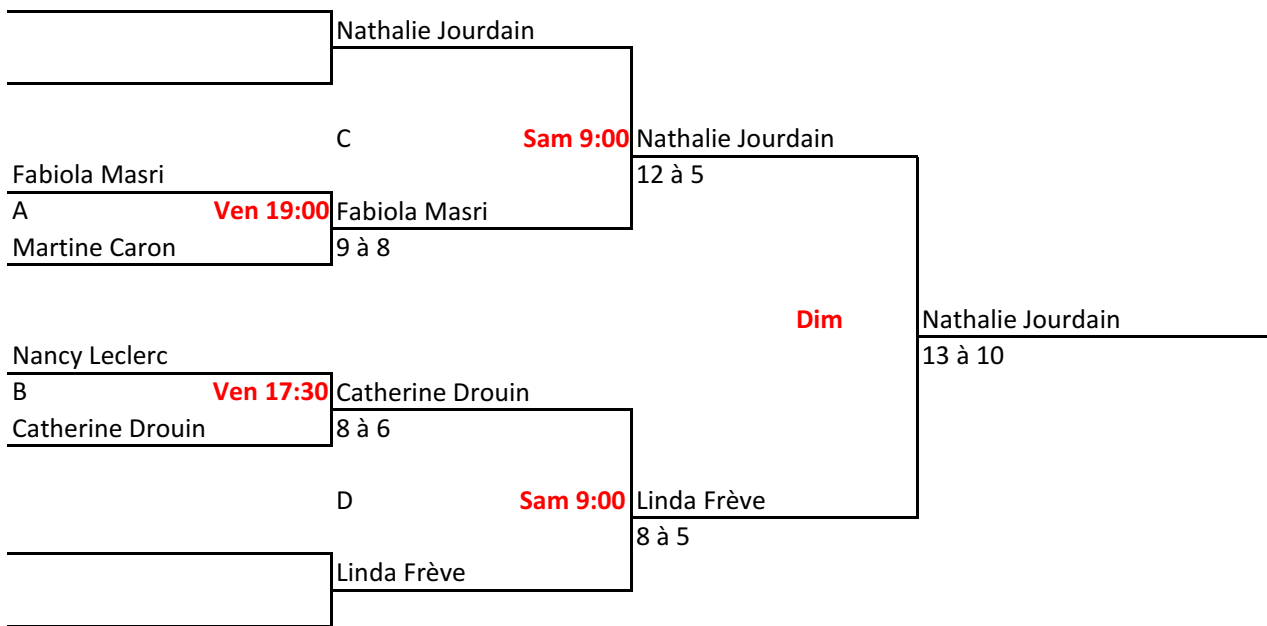 Nathalie Jourdain
C Sam 9:00 Nathalie Jourdain
Fabiola Masri 12 à 5
A Ven 19:00 Fabiola Masri
Martine Caron 9 à 8
Dim Nathalie Jourdain
Nancy Leclerc 13 à 10
B Ven 17:30 Catherine Drouin
Catherine Drouin 8 à 6
D Sam 9:00 Linda Frève
8 à 5
Linda Frève